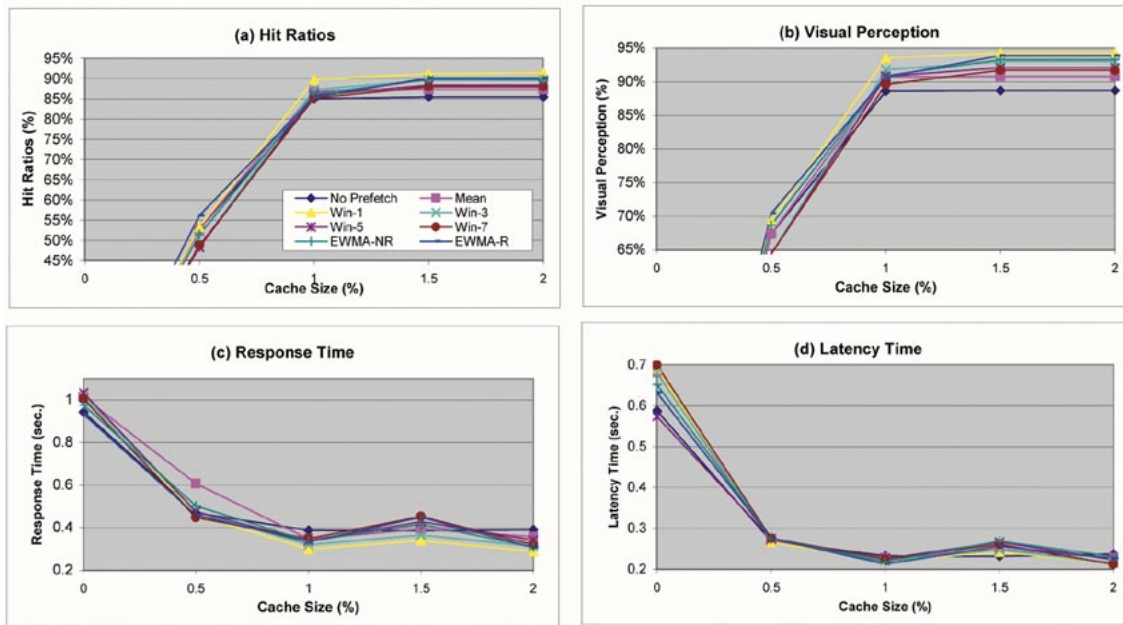 (a) Hit Ratios
Hit Ratios (%)
95%
90%
85%
80%
75%
70%
65%
60%
55%
50%
45%
0
0.5
1
1.5
2
Cache Size (%)
No Prefetch
Mean
Win-1
Win-3
Win-5
Win-7
EWMA-NR
EWMA-R
(b) Visual Perception
Visual Perception (%)
95%
90%
85%
80%
75%
70%
65%
0
0.5
1
1.5
2
Cache Size (%)
(c) Response Time
Response Time (sec.)
1
0.8
0.6
0.4
0.2
0
0.5
1
1.5
2
Cache Size (%)
(d) Latency Time
Latency Time (sec.)
0.7
0.6
0.5
0.4
0.3
0.2
0
0.5
1
1.5
2
Cache Size (%)